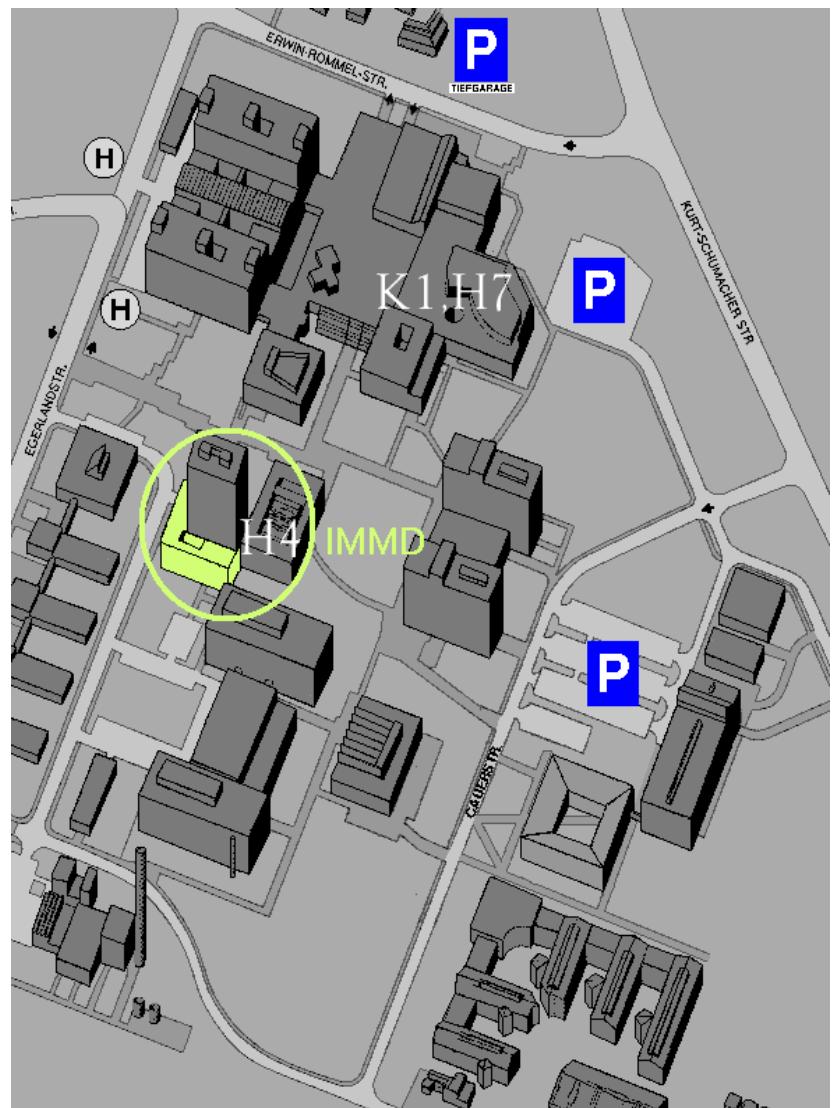 P
TIEFGARAGE
ERWIN-ROMMEL-STR.
H
KURT-SCHUMACHER STR
K1,H7
P
H
EGERLANDSTR.
H4
IMMD
P
CAUERSTR.